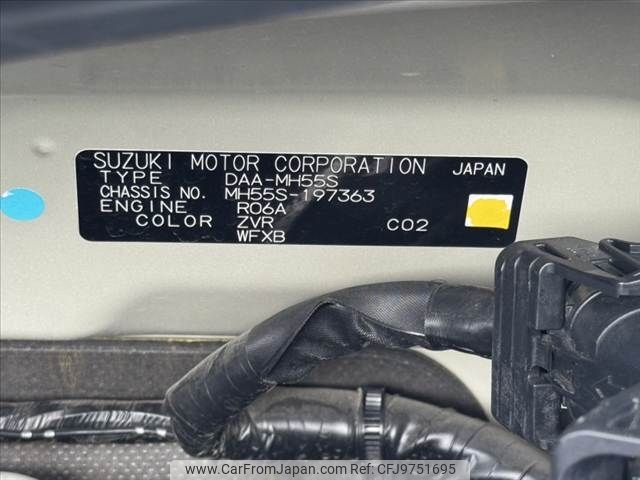 SUZUKI MOTOR CORPORATION JAPAN
TYPE DAA-MH55S
CHASSIS NO. MH55S-197363
ENGINE R06A
COLOR ZVR C02
WFXB
www.CarFromJapan.com Ref:CFJ9751695